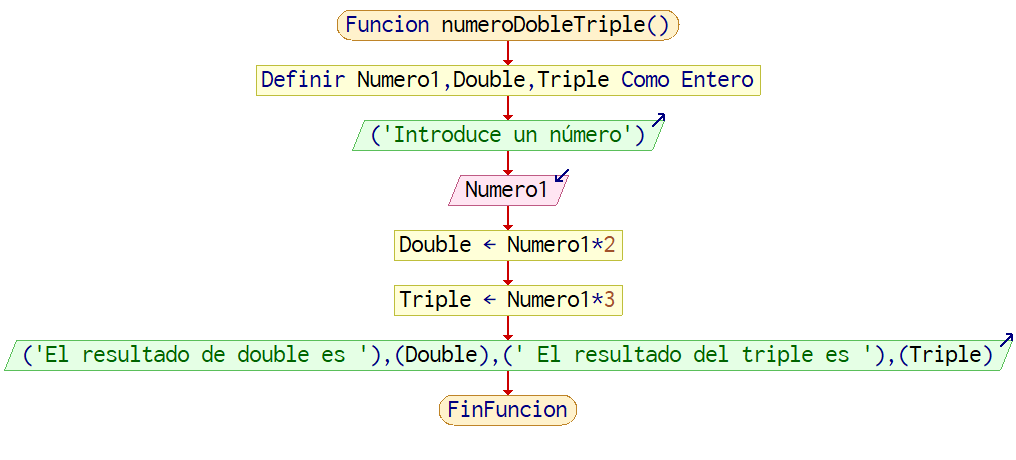 Funcion numeroDobleTriple()
Definir Numero1,Double,Triple Como Entero
('Introduce un número')
Numero1
Double ← Numero1*2
Triple ← Numero1*3
('El resultado de double es '),(Double),(' El resultado del triple es '),(Triple)
FinFuncion